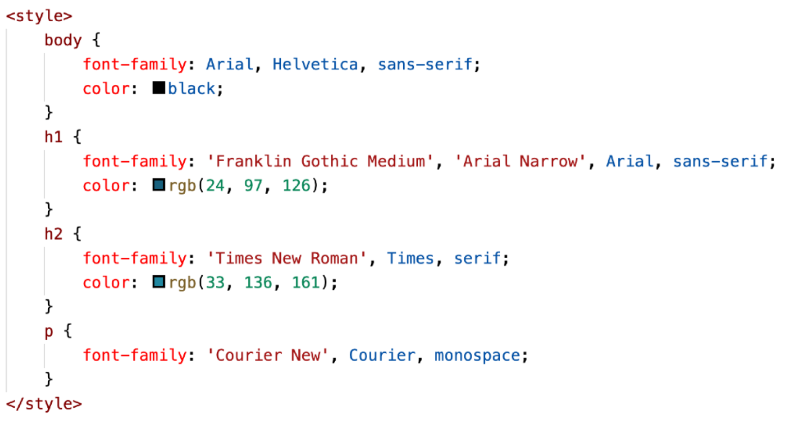 <style>
body {
font-family: Arial, Helvetica, sans-serif;
color: black;
}
h1 {
font-family: 'Franklin Gothic Medium', 'Arial Narrow', Arial, sans-serif;
color: rgb(24, 97, 126);
}
h2 {
font-family: 'Times New Roman', Times, serif;
color: rgb(33, 136, 161);
}
p {
font-family: 'Courier New', Courier, monospace;
}
</style>